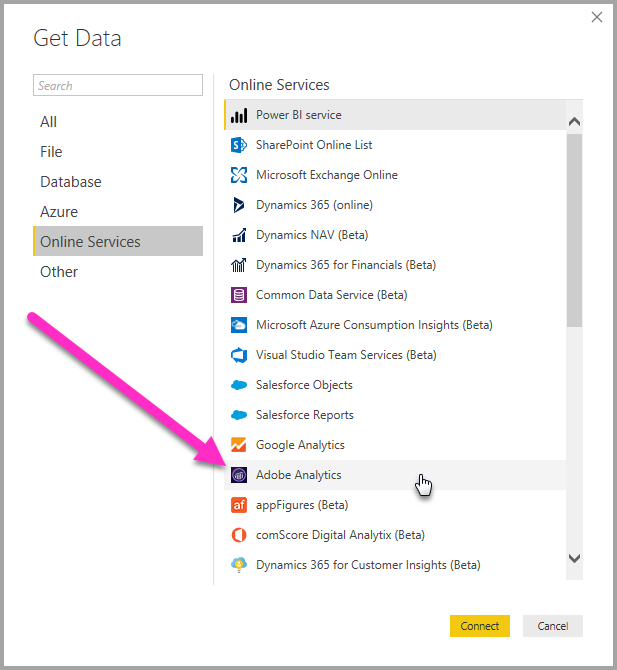 Get Data
Search
All
File
Database
Azure
Online Services
Other
Online Services
Power BI service
SharePoint Online List
Microsoft Exchange Online
Dynamics 365 (online)
Dynamics NAV (Beta)
Dynamics 365 for Financials (Beta)
Common Data Service (Beta)
Microsoft Azure Consumption Insights (Beta)
Visual Studio Team Services (Beta)
Salesforce Objects
Salesforce Reports
Google Analytics
Adobe Analytics
af appFigures (Beta)
comScore Digital Analytix (Beta)
Dynamics 365 for Customer Insights (Beta)
Connect Cancel